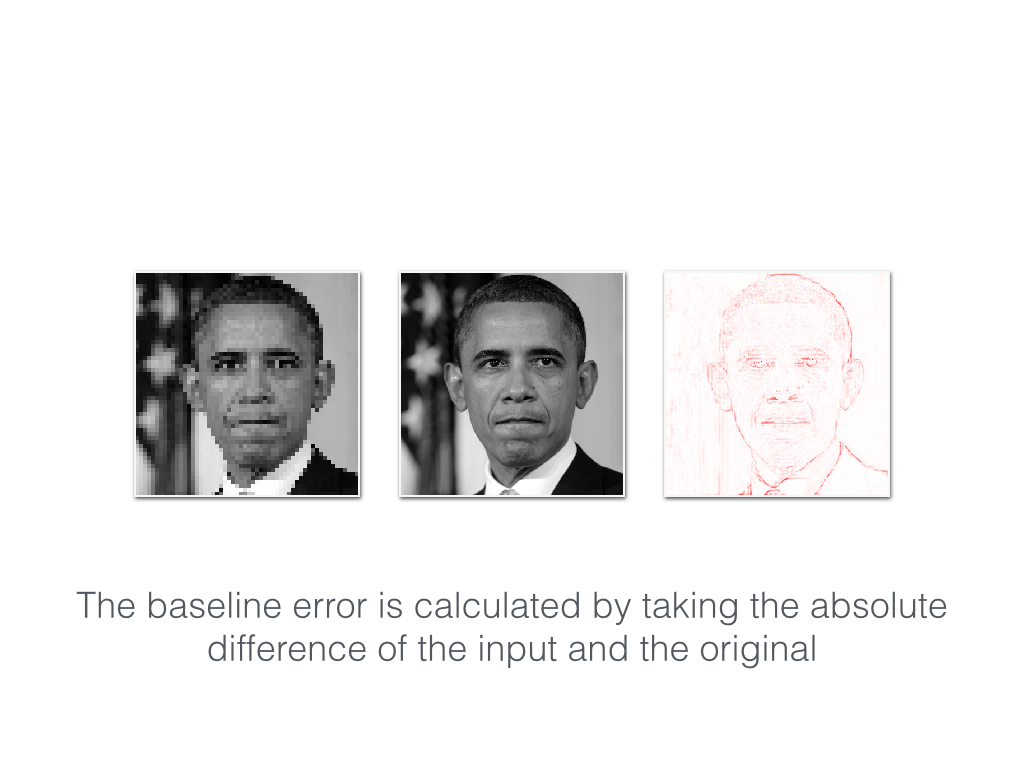 The baseline error is calculated by taking the absolute
difference of the input and the original